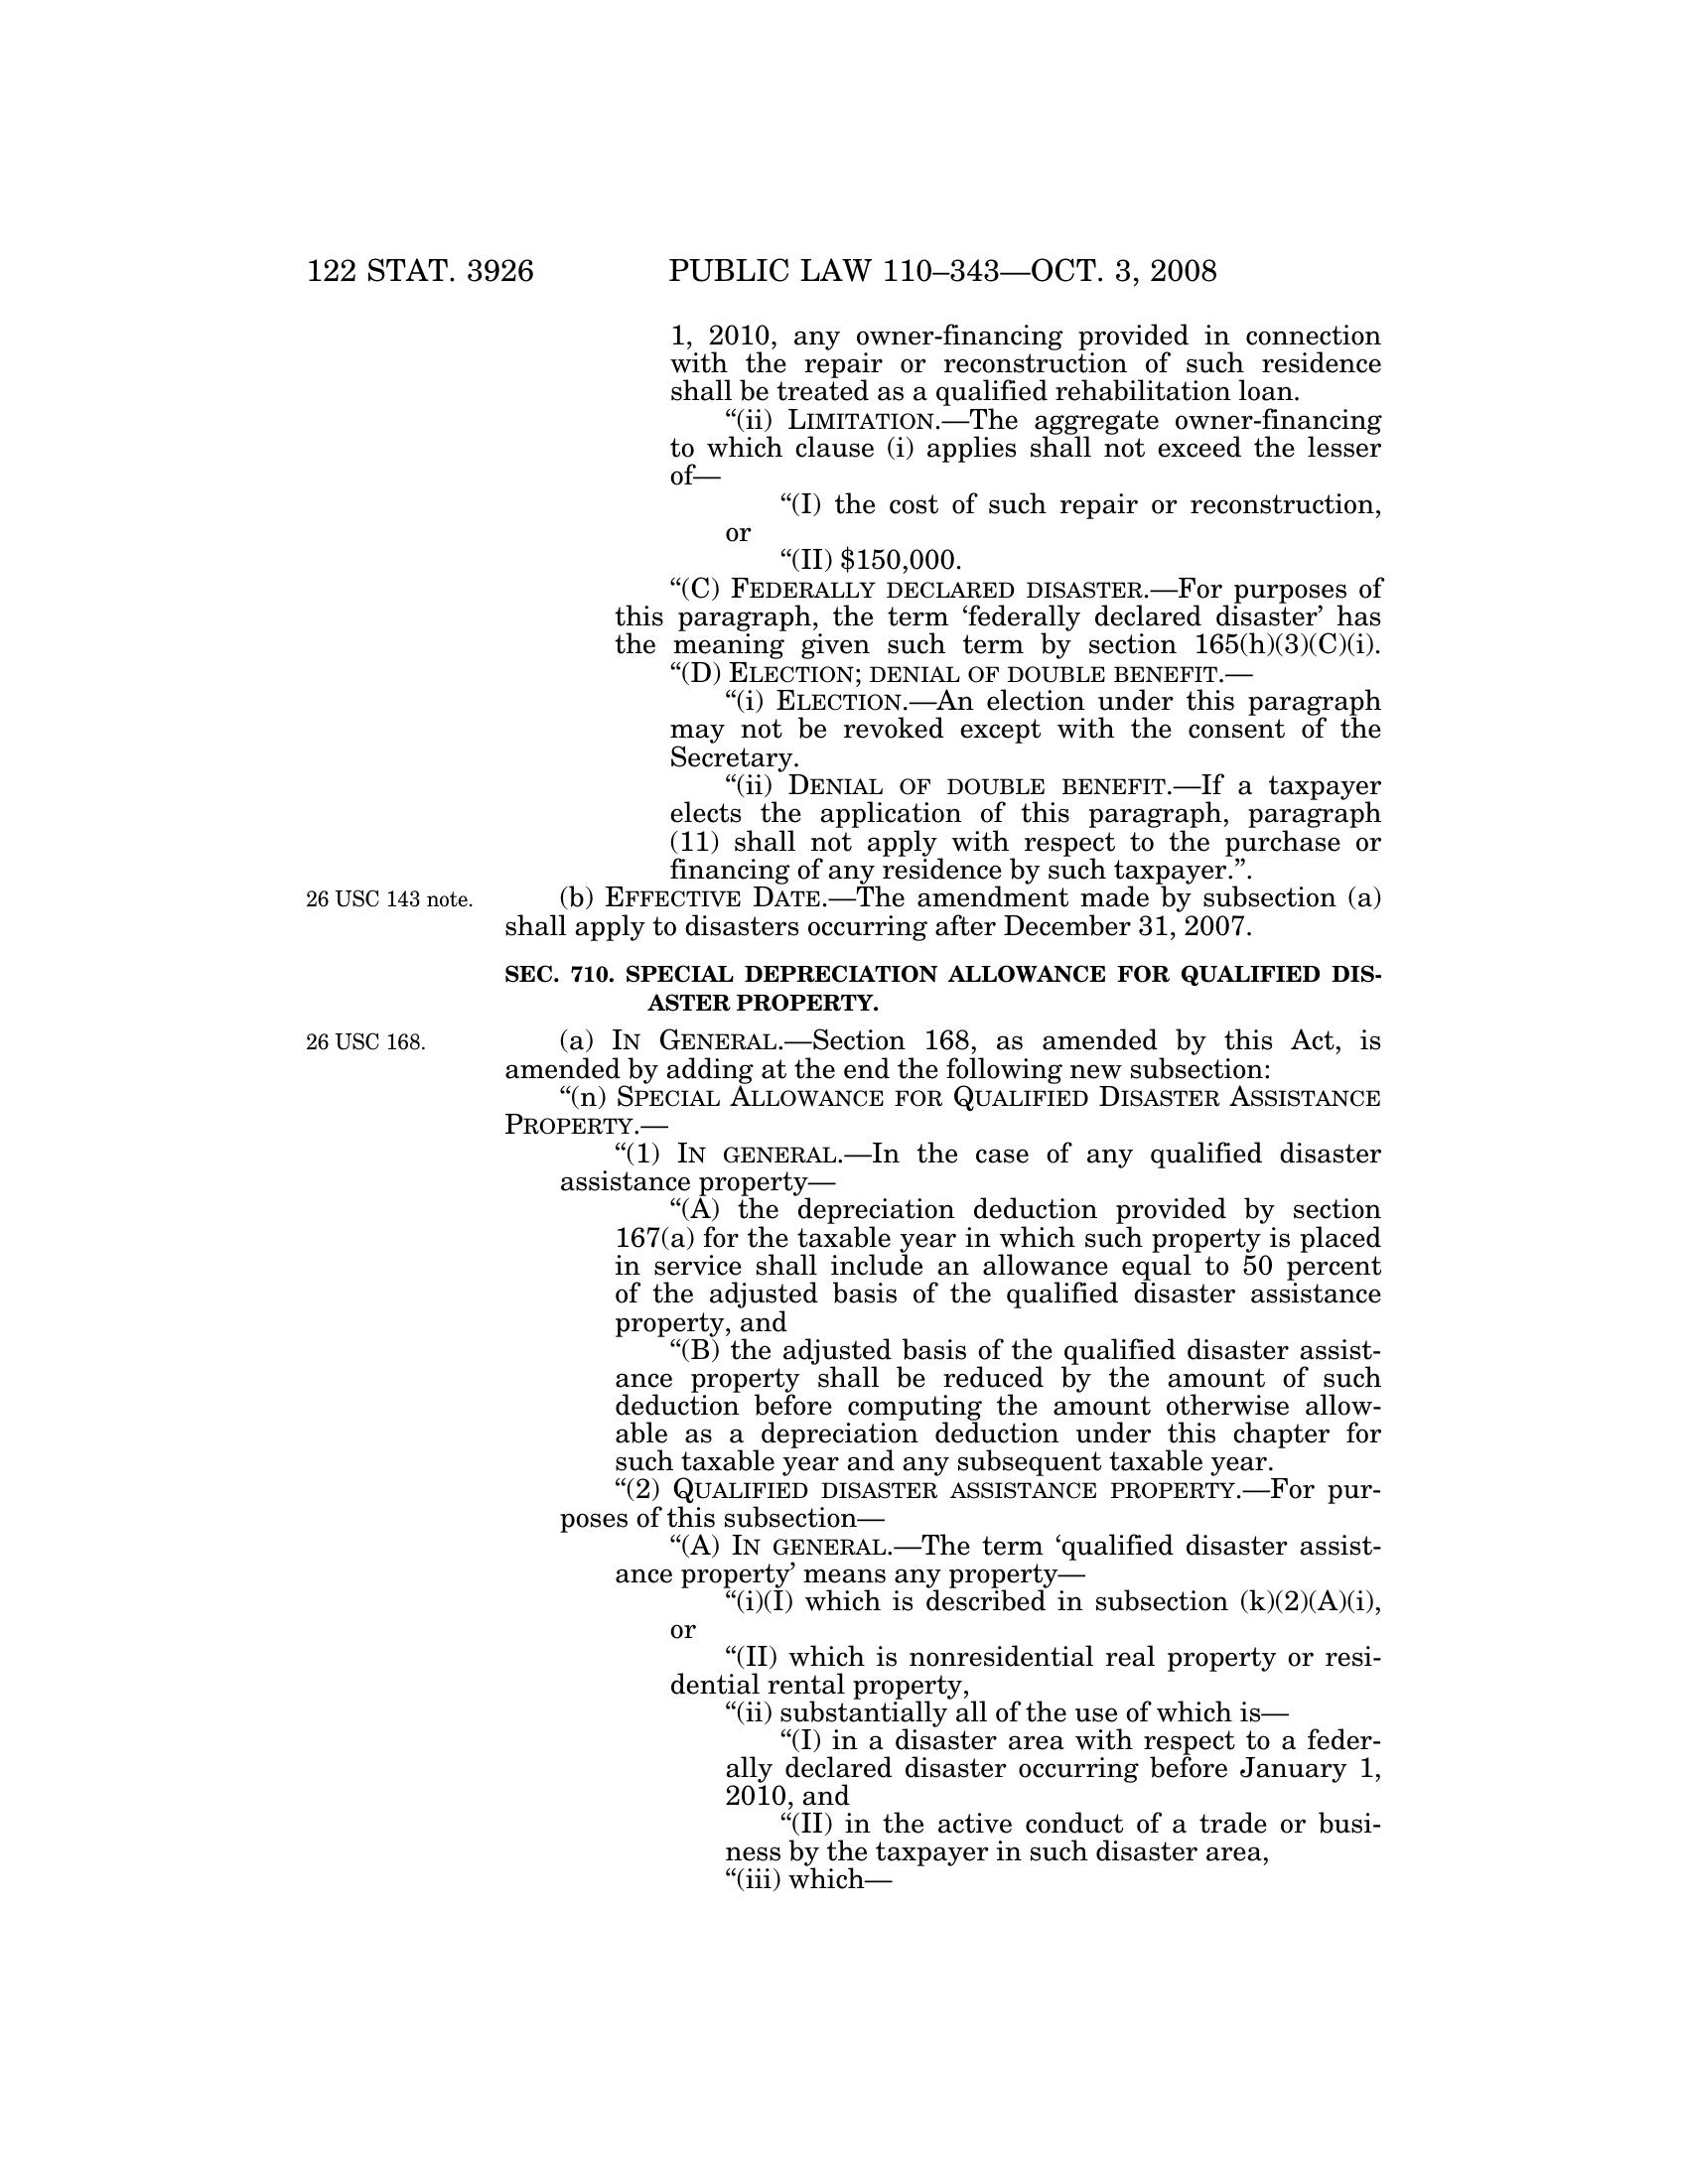 122 STAT. 3926 PUBLIC LAW 110–343—OCT. 3, 2008
1, 2010, any owner-financing provided in connection
with the repair or reconstruction of such residence
shall be treated as a qualified rehabilitation loan.
“(ii) LIMITATION.—The aggregate owner-financing
to which clause (i) applies shall not exceed the lesser
of—
“(I) the cost of such repair or reconstruction,
or
“(II) $150,000.
“(C) FEDERALLY DECLARED DISASTER.—For purposes of
this paragraph, the term ‘federally declared disaster’ has
the meaning given such term by section 165(h)(3)(C)(i).
“(D) ELECTION; DENIAL OF DOUBLE BENEFIT.—
“(i) ELECTION.—An election under this paragraph
may not be revoked except with the consent of the
Secretary.
“(ii) DENIAL OF DOUBLE BENEFIT.—If a taxpayer
elects the application of this paragraph, paragraph
(11) shall not apply with respect to the purchase or
financing of any residence by such taxpayer.”.
26 USC 143 note.
(b) EFFECTIVE DATE.—The amendment made by subsection (a)
shall apply to disasters occurring after December 31, 2007.
SEC. 710. SPECIAL DEPRECIATION ALLOWANCE FOR QUALIFIED DIS-
ASTER PROPERTY.
26 USC 168.
(a) IN GENERAL.—Section 168, as amended by this Act, is
amended by adding at the end the following new subsection:
“(n) SPECIAL ALLOWANCE FOR QUALIFIED DISASTER ASSISTANCE
PROPERTY.—
“(1) IN GENERAL.—In the case of any qualified disaster
assistance property—
“(A) the depreciation deduction provided by section
167(a) for the taxable year in which such property is placed
in service shall include an allowance equal to 50 percent
of the adjusted basis of the qualified disaster assistance
property, and
“(B) the adjusted basis of the qualified disaster assist-
ance property shall be reduced by the amount of such
deduction before computing the amount otherwise allow-
able as a depreciation deduction under this chapter for
such taxable year and any subsequent taxable year.
“(2) QUALIFIED DISASTER ASSISTANCE PROPERTY.—For pur-
poses of this subsection—
“(A) IN GENERAL.—The term ‘qualified disaster assist-
ance property’ means any property—
“(i)(I) which is described in subsection (k)(2)(A)(i),
or
“(II) which is nonresidential real property or resi-
dential rental property,
“(ii) substantially all of the use of which is—
“(I) in a disaster area with respect to a feder-
ally declared disaster occurring before January 1,
2010, and
“(II) in the active conduct of a trade or busi-
ness by the taxpayer in such disaster area,
“(iii) which—